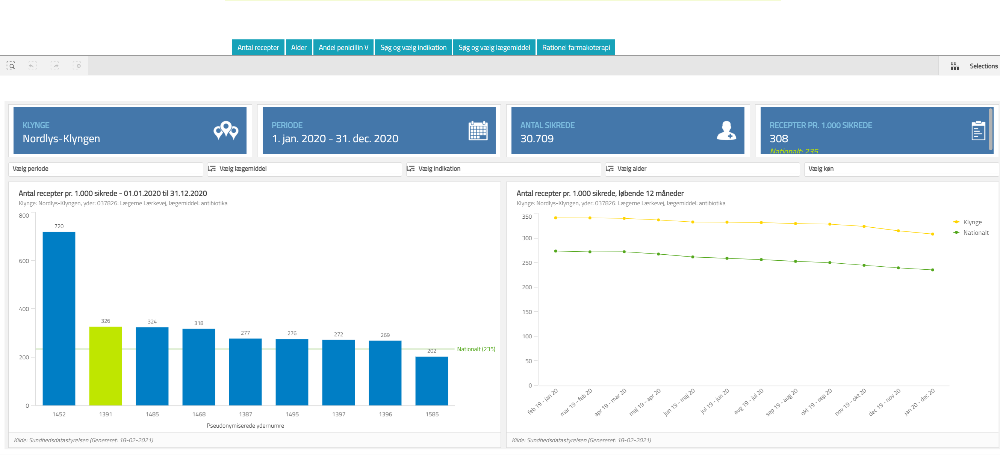 Antal recepter
Alder
Andel penicillin V
Søg og vælg indikation
Søg og vælg lægemiddel
Rationel farmakoterapi
Selections
KLYNGE
Nordlys-Klyngen
PERIODE
1. jan. 2020 - 31. dec. 2020
ANTAL SIKREDE
30.709
RECEPTER PR. 1.000 SIKREDE
308
Nationalt: 235
Vælg periode
Vælg lægemiddel
Vælg indikation
Vælg alder
Vælg køn
Antal recepter pr. 1.000 sikrede - 01.01.2020 til 31.12.2020
Klynge: Nordlys-Klyngen, yder: 037826: Lægerne Lærkevej, lægemiddel: antibiotika
800
600
400
200
0
720
326
324
318
277
276
272
269
202
Nationalt (235)
1452
1391
1485
1468
1387
1495
1397
1396
1585
Pseudonymiserede ydernumre
Kilde: Sundhedsdatastyrelsen (Genereret: 18-02-2021)
Antal recepter pr. 1.000 sikrede, løbende 12 måneder
Klynge: Nordlys-Klyngen, yder: 037826: Lægerne Lærkevej, lægemiddel: antibiotika
350
300
250
200
150
100
50
0
Klynge
Nationalt
feb 19 - jan 20
mar 19 - feb 20
apr 19 - mar 20
maj 19 - apr 20
jun 19 - maj 20
jul 19 - jun 20
aug 19 - jul 20
sep 19 - aug 20
okt 19 - sep 20
nov 19 - okt 20
dec 19 - nov 20
jan 20 - dec 20
Kilde: Sundhedsdatastyrelsen (Genereret: 18-02-2021)